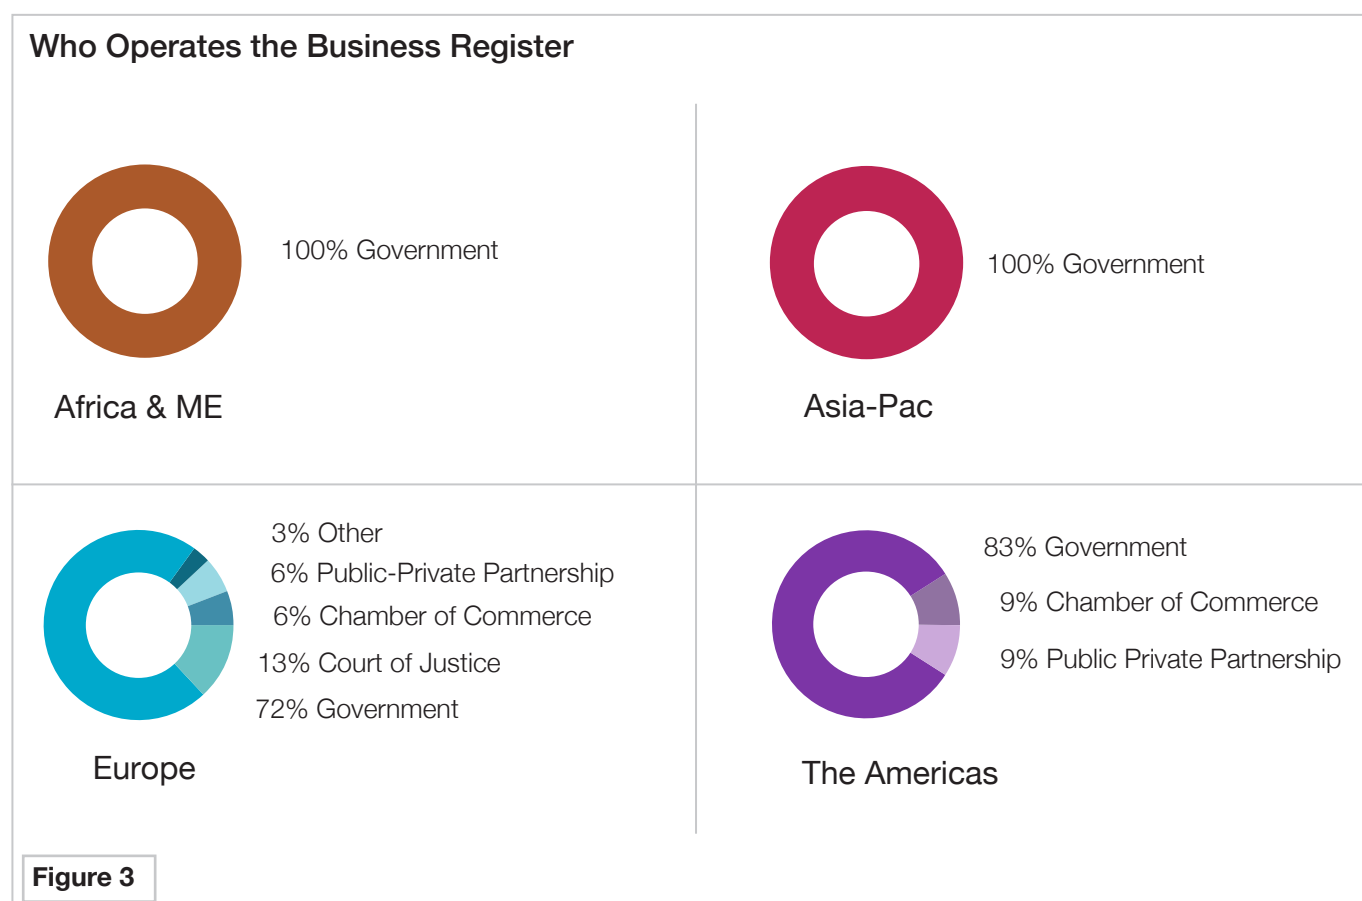 Who Operates the Business Register
100% Government
Africa & ME
100% Government
Asia-Pac
3% Other
6% Public-Private Partnership
6% Chamber of Commerce
13% Court of Justice
72% Government
Europe
83% Government
9% Chamber of Commerce
9% Public Private Partnership
The Americas
Figure 3